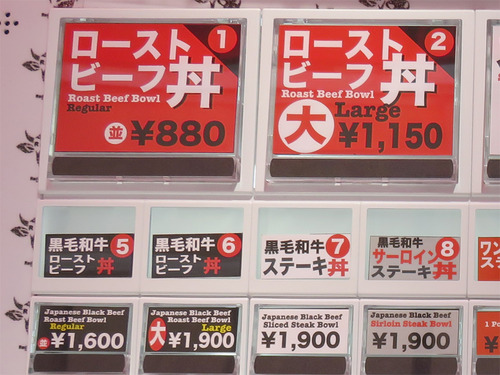 ロースト 1
ビーフ丼
Roast Beef Bowl
Regular
並 ¥880
ロースト 2
ビーフ丼
Roast Beef Bowl
Large
大 ¥1,150
黒毛和牛 5
ロースト
ビーフ 丼
黒毛和牛 6
ロースト
ビーフ 丼
黒毛和牛 7
ステーキ丼
黒毛和牛 8
サーロイン
ステーキ丼
Japanese Black Beef
Roast Beef Bowl
Regular
並 ¥1,600
Japanese Black Beef
Roast Beef Bowl
Large
大 ¥1,900
Japanese Black Beef
Sliced Steak Bowl
¥1,900
Japanese Black Beef
Sirloin Steak Bowl
¥1,900